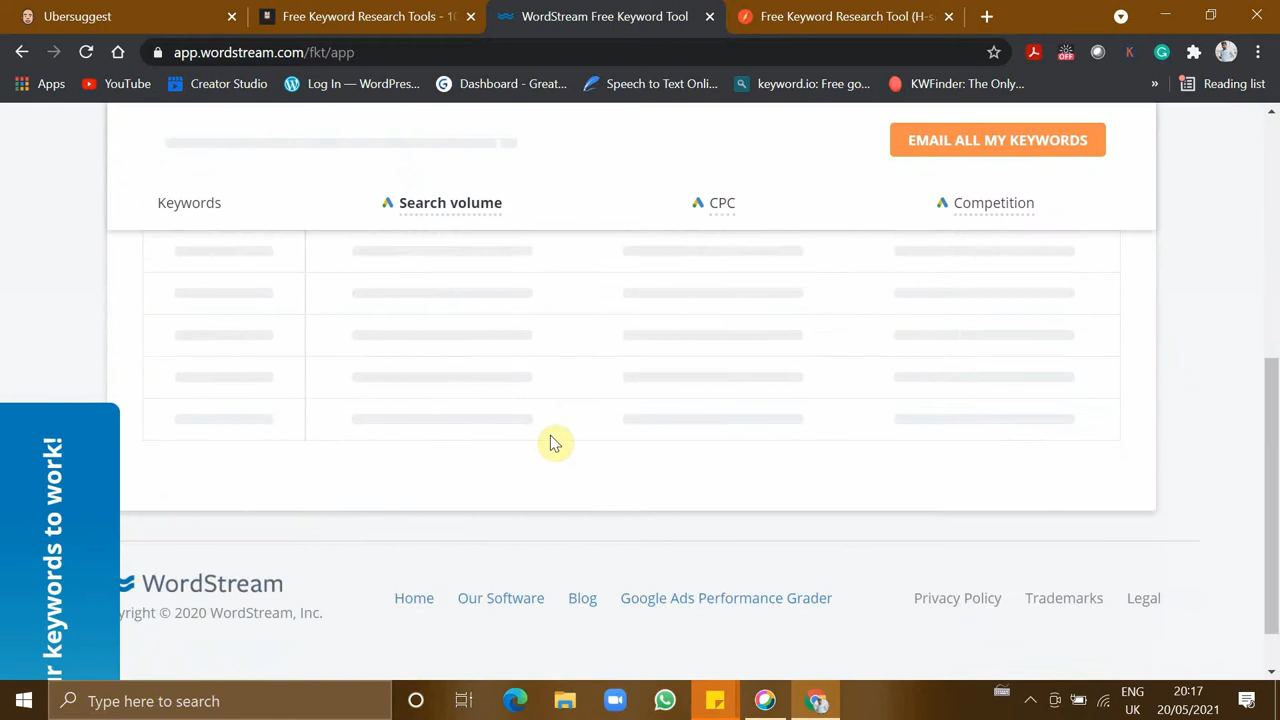 Ubersuggest
Free Keyword Research Tools - 10
WordStream Free Keyword Tool
Free Keyword Research Tool (H-s
app.wordstream.com/fkt/app
OFF
K
Apps
YouTube
Creator Studio
Log In — WordPres...
Dashboard - Great...
Speech to Text Onli...
keyword.io: Free go...
KWFinder: The Only...
»
Reading list
EMAIL ALL MY KEYWORDS
Keywords
Search volume
CPC
Competition
ur keywords to work!
WordStream
yright © 2020 WordStream, Inc.
Home
Our Software
Blog
Google Ads Performance Grader
Privacy Policy
Trademarks
Legal
Type here to search
ENG
UK
20:17
20/05/2021